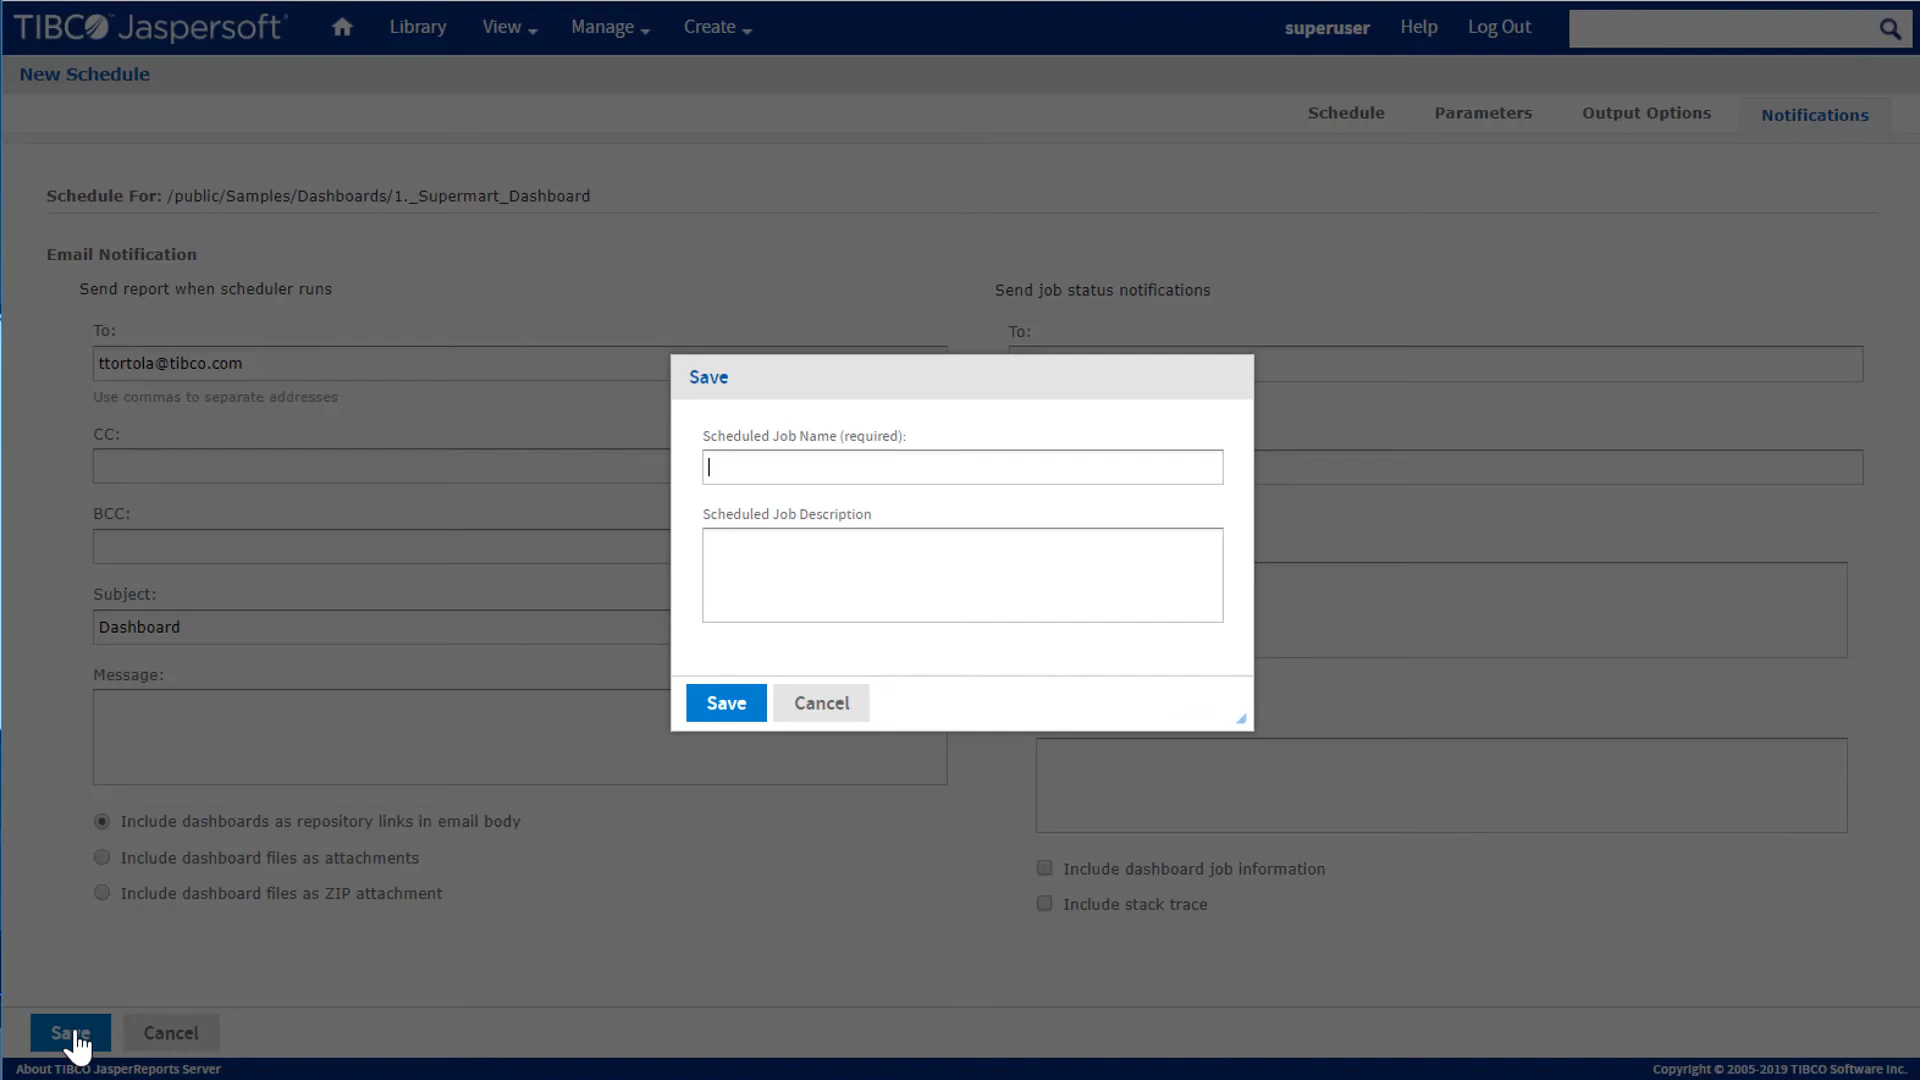 TIBCO Jaspersoft®
Library
View
Manage
Create
superuser
Help
Log Out
New Schedule
Schedule
Parameters
Output Options
Notifications
Schedule For: /public/Samples/Dashboards/1._Supermart_Dashboard
Email Notification
Send report when scheduler runs
Send job status notifications
To:
To:
ttortola@tibco.com
Use commas to separate addresses
CC:
BCC:
Subject:
Dashboard
Message:
Save
Scheduled Job Name (required):
Scheduled Job Description
Save
Cancel
Include dashboards as repository links in email body
Include dashboard files as attachments
Include dashboard files as ZIP attachment
Include dashboard job information
Include stack trace
Save
Cancel
About TIBCO JasperReports Server
Copyright © 2005-2019 TIBCO Software Inc.